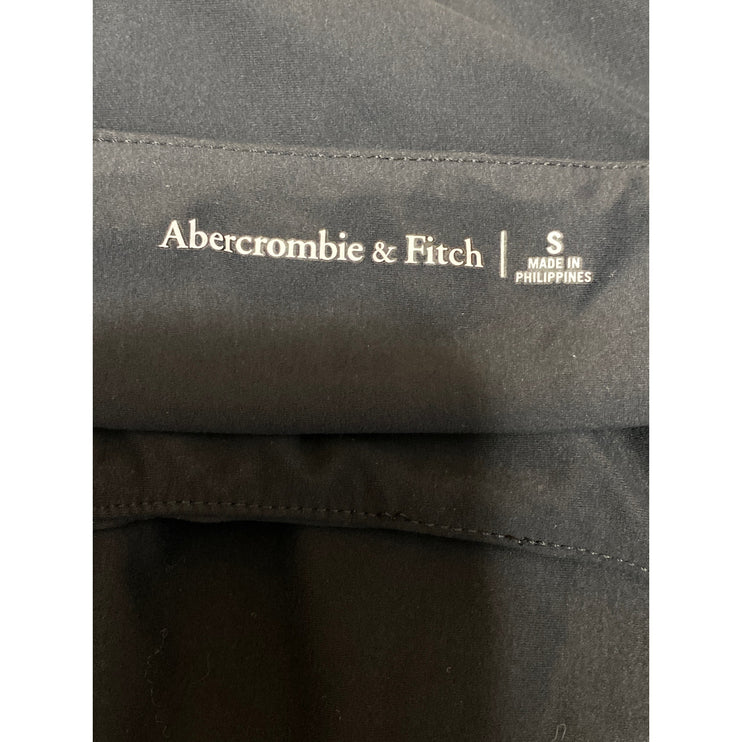 Abercrombie & Fitch | S
MADE IN
PHILIPPINES